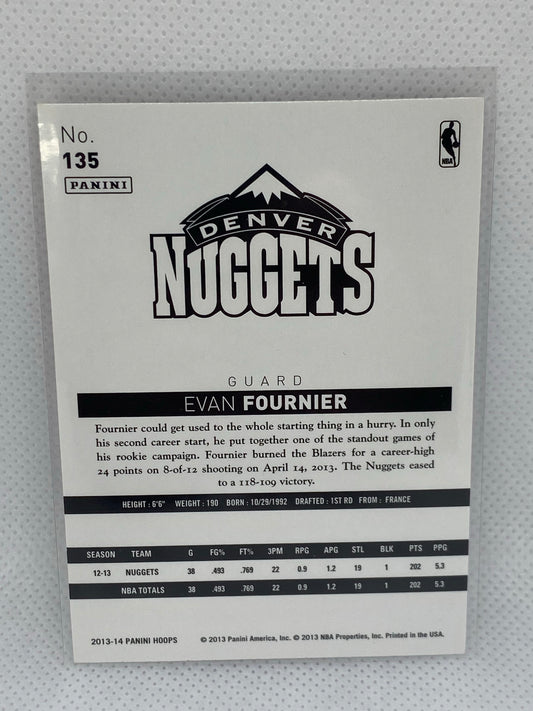 No.
135
PANINI
NBA
DENVER
NUGGETS
GUARD
EVAN FOURNIER
Fournier could get used to the whole starting thing in a hurry. In only
his second career start, he put together one of the standout games of
his rookie campaign. Fournier burned the Blazers for a career-high
24 points on 8-of-12 shooting on April 14, 2013. The Nuggets eased
to a 118-109 victory.
HEIGHT : 6'6" WEIGHT : 190 BORN : 10/29/1992 DRAFTED : 1ST RD FROM : FRANCE
SEASON TEAM G FG% FT% 3PM RPG APG STL BLK PTS PPG
12-13 NUGGETS 38 .493 .769 22 0.9 1.2 19 1 202 5.3
NBA TOTALS 38 .493 .769 22 0.9 1.2 19 1 202 5.3
2013-14 PANINI HOOPS © 2013 Panini America, Inc. © 2013 NBA Properties, Inc. Printed in the USA.